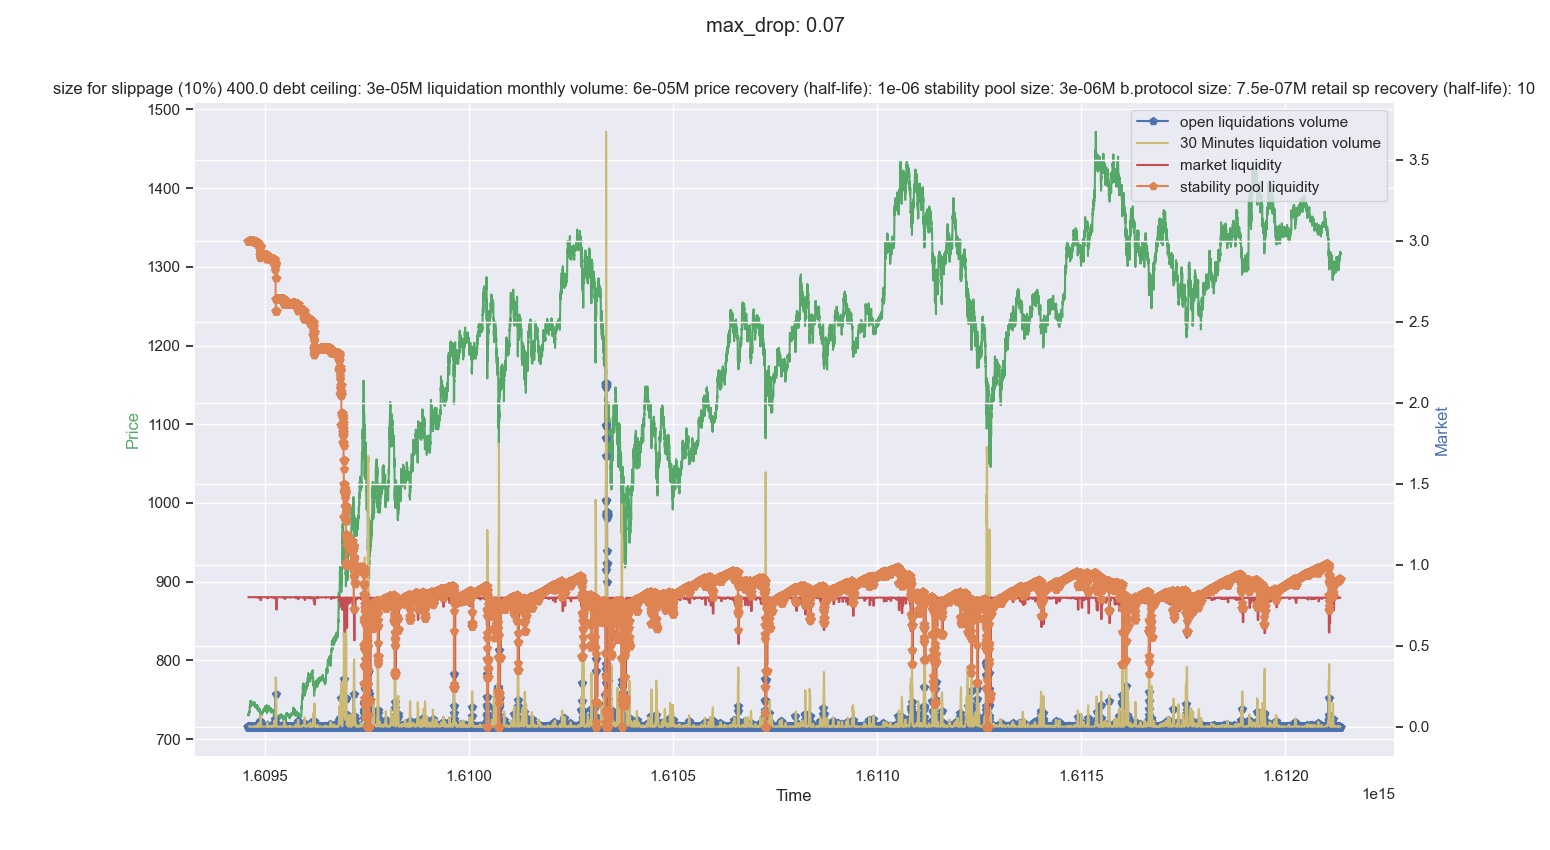 max_drop: 0.07
size for slippage (10%) 400.0 debt ceiling: 3e-05M liquidation monthly volume: 6e-05M price recovery (half-life): 1e-06 stability pool size: 3e-06M b.protocol size: 7.5e-07M retail sp recovery (half-life): 10
open liquidations volume
30 Minutes liquidation volume
market liquidity
stability pool liquidity
1500
1400
1300
1200
1100
1000
900
800
700
Price
3.5
3.0
2.5
2.0
1.5
1.0
0.5
0.0
Market
1.6095 1.6100 1.6105 1.6110 1.6115 1.6120
1e15
Time